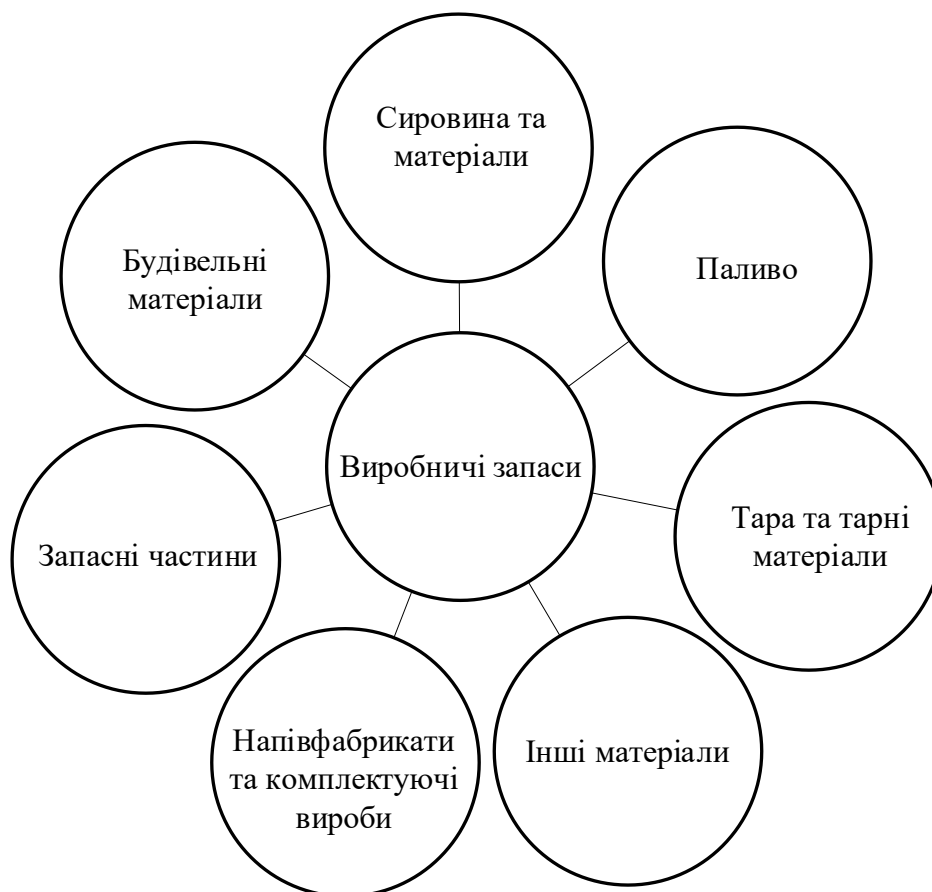 Сировина та
матеріали
Будівельні
матеріали
Паливо
Виробничі запаси
Тара та тарні
матеріали
Запасні частини
Напівфабрикати
та комплектуючі
вироби
Інші матеріали